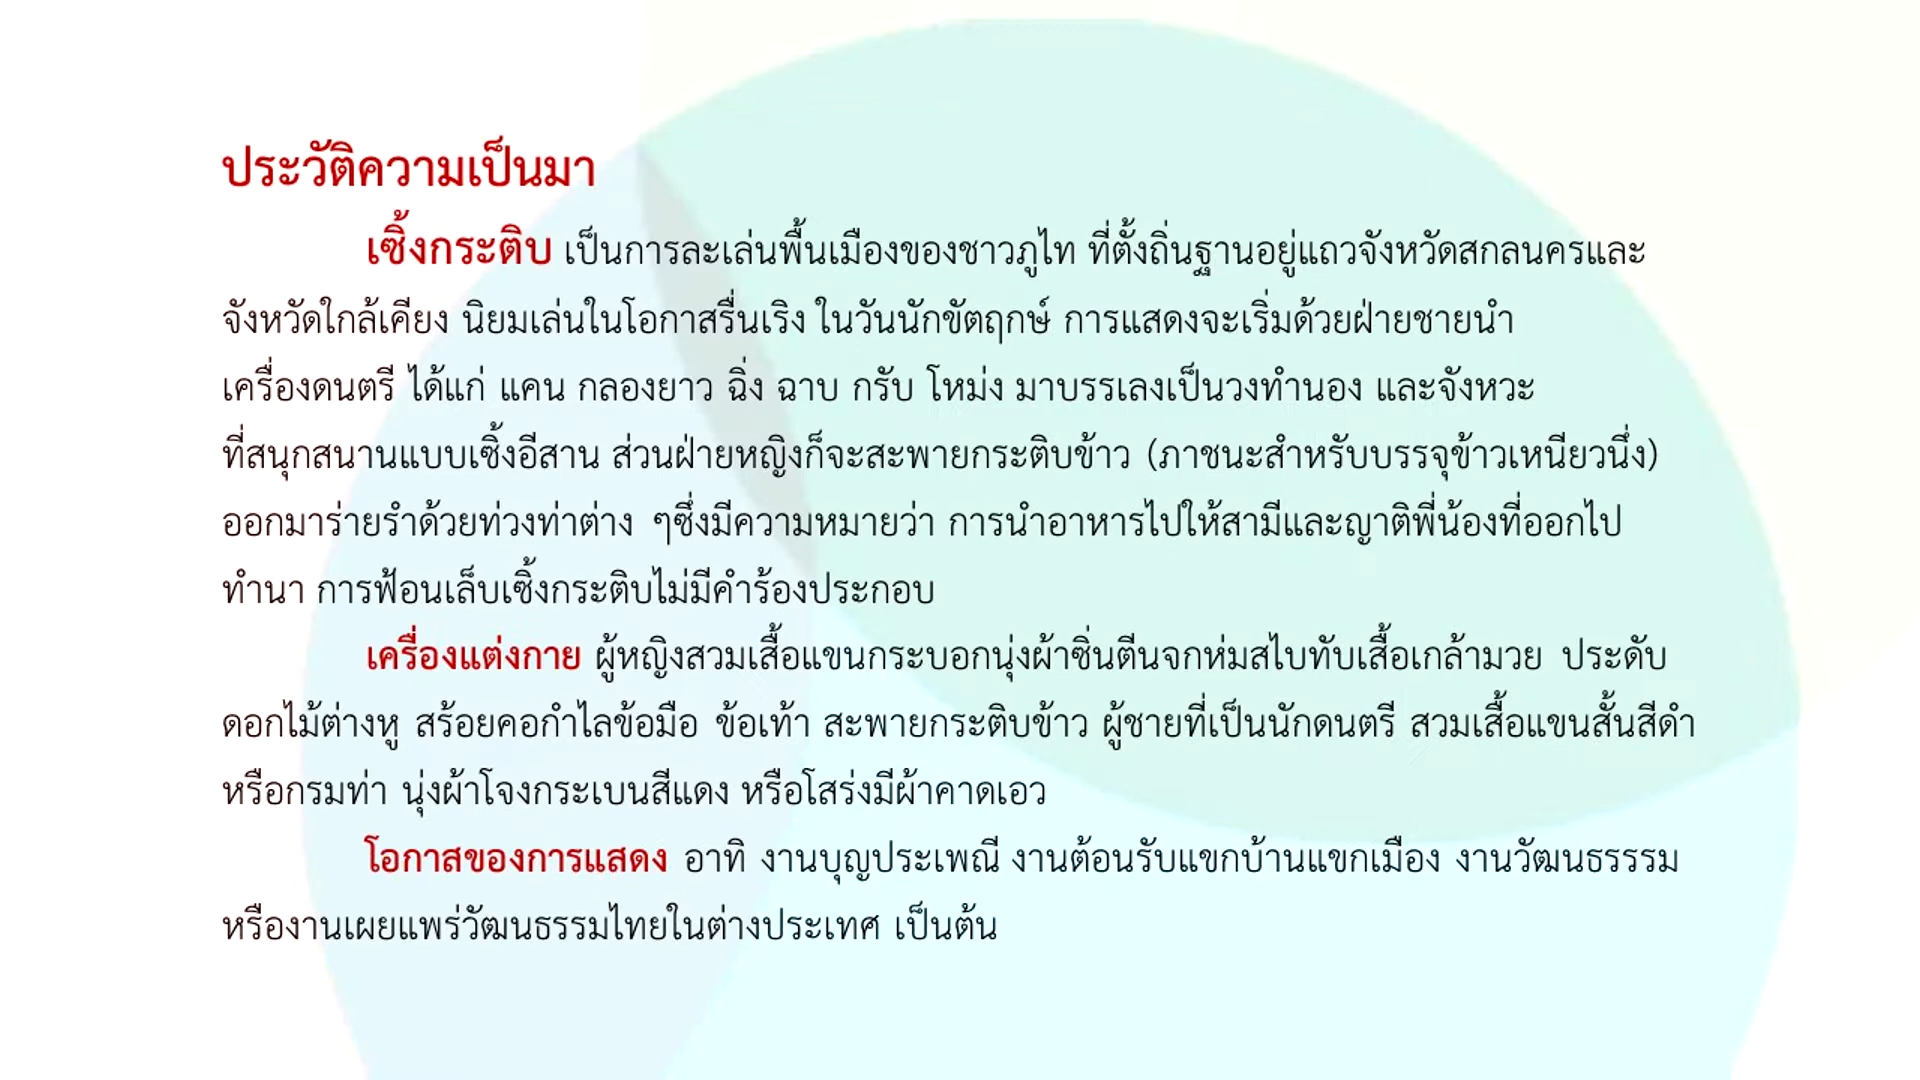 ประวัติความเป็นมา
เซิ้งกระติบ เป็นการละเล่นพื้นเมืองของชาวภูไท ที่ตั้งถิ่นฐานอยู่แถวจังหวัดสกลนครและ
จังหวัดใกล้เคียง นิยมเล่นในโอกาสรื่นเริง ในวันนักขัตฤกษ์ การแสดงจะเริ่มด้วยฝ่ายชายนำ
เครื่องดนตรี ได้แก่ แคน กลองยาว ฉิ่ง ฉาบ กรับ โหม่ง มาบรรเลงเป็นวงทำนอง และจังหวะ
ที่สนุกสนานแบบเซิ้งอีสาน ส่วนฝ่ายหญิงก็จะสะพายกระติบข้าว (ภาชนะสำหรับบรรจุข้าวเหนียวนึ่ง)
ออกมาร่ายรำด้วยท่วงท่าต่าง ๆซึ่งมีความหมายว่า การนำอาหารไปให้สามีและญาติพี่น้องที่ออกไป
ทำนา การฟ้อนเล็บเซิ้งกระติบไม่มีคำร้องประกอบ
เครื่องแต่งกาย ผู้หญิงสวมเสื้อแขนกระบอกนุ่งผ้าซิ่นตีนจกห่มสไบทับเสื้อเกล้ามวย ประดับ
ดอกไม้ต่างหู สร้อยคอกำไลข้อมือ ข้อเท้า สะพายกระติบข้าว ผู้ชายที่เป็นนักดนตรี สวมเสื้อแขนสั้นสีดำ
หรือกรมท่า นุ่งผ้าโจงกระเบนสีแดง หรือโสร่งมีผ้าคาดเอว
โอกาสของการแสดง อาทิ งานบุญประเพณี งานต้อนรับแขกบ้านแขกเมือง งานวัฒนธรรรม
หรืองานเผยแพร่วัฒนธรรมไทยในต่างประเทศ เป็นต้น